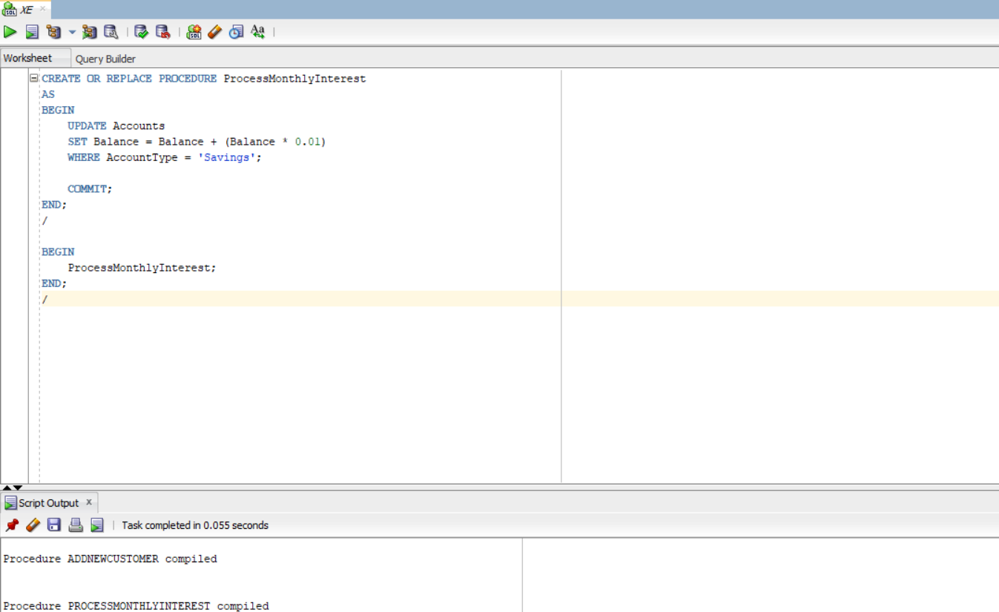 XE
Worksheet Query Builder
CREATE OR REPLACE PROCEDURE ProcessMonthlyInterest
AS
BEGIN
    UPDATE Accounts
    SET Balance = Balance + (Balance * 0.01)
    WHERE AccountType = 'Savings';
    COMMIT;
END;
/
BEGIN
    ProcessMonthlyInterest;
END;
/
Script Output x
Task completed in 0.055 seconds
Procedure ADDNEWCUSTOMER compiled
Procedure PROCESSMONTHLYINTEREST compiled